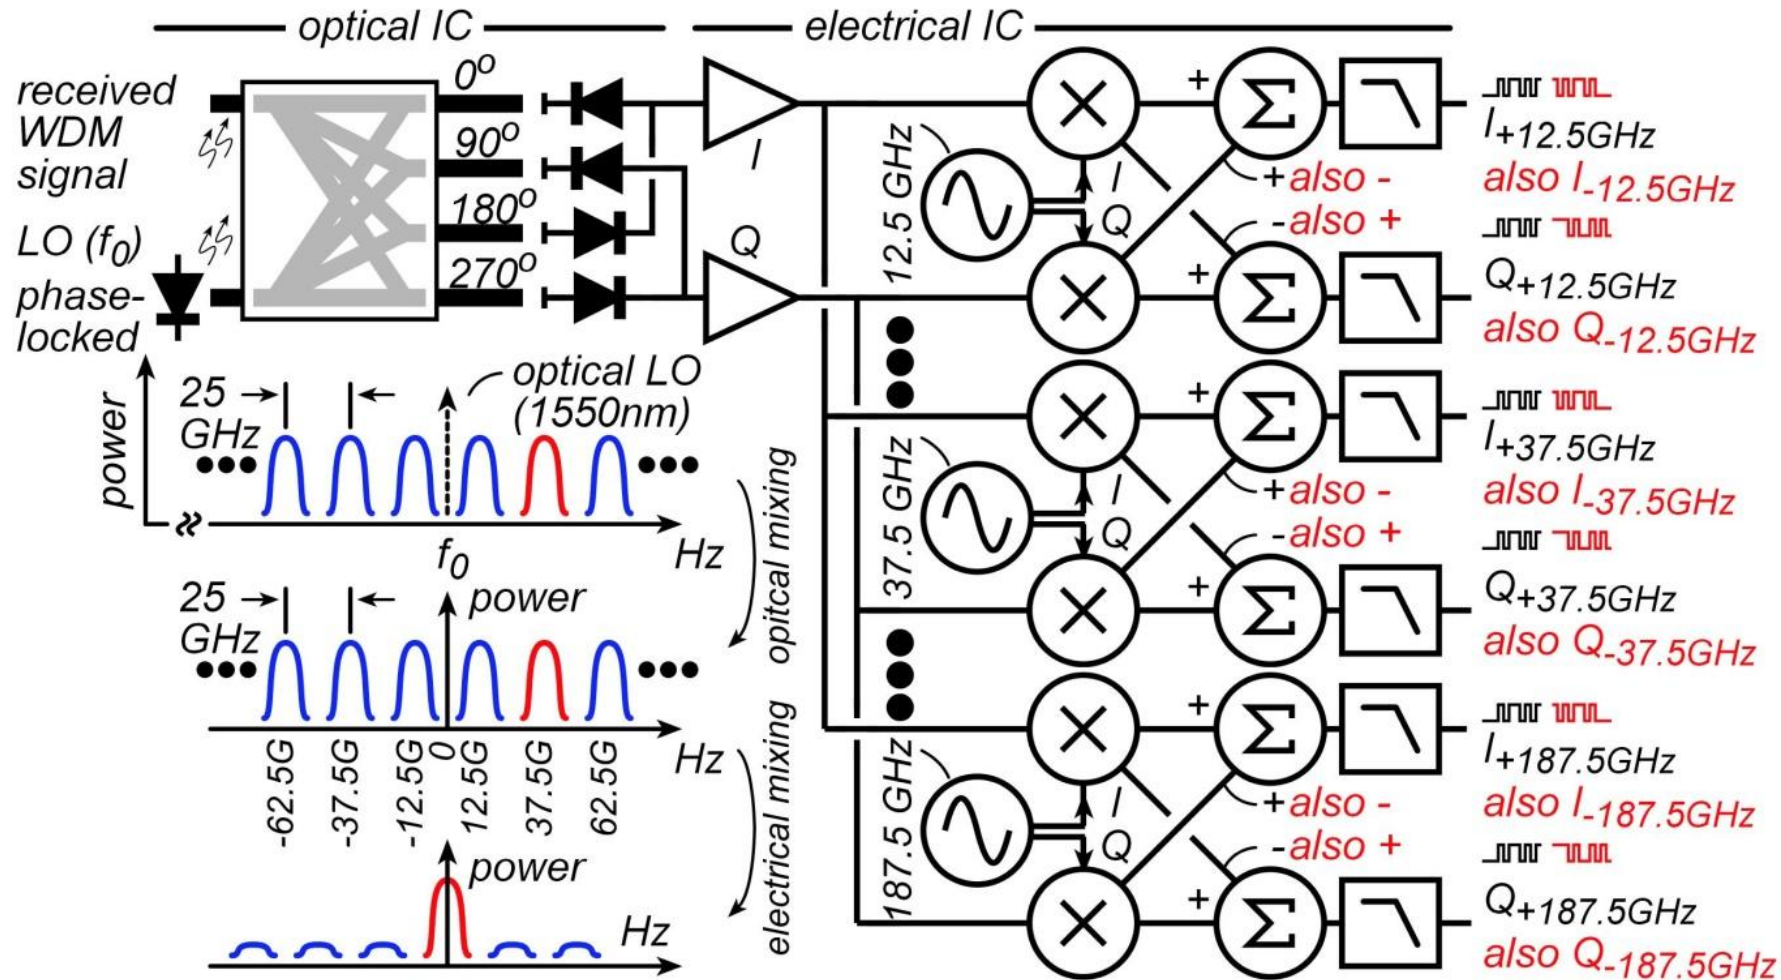 optical IC
electrical IC
received
WDM
signal
LO (f0)
phase-
locked
0o
90o
180o
270o
I
Q
12.5 GHz
I
Q
+
+also -
-also +
+
I+12.5GHz
also I-12.5GHz
Q+12.5GHz
also Q-12.5GHz
37.5 GHz
I
Q
+
+also -
-also +
+
I+37.5GHz
also I-37.5GHz
Q+37.5GHz
also Q-37.5GHz
187.5 GHz
I
Q
+
+also -
-also +
+
I+187.5GHz
also I-187.5GHz
Q+187.5GHz
also Q-187.5GHz
power
25
GHz
optical LO
(1550nm)
f0
Hz
opitcal mixing
25
GHz
power
Hz
-62.5G
-37.5G
-12.5G
0
12.5G
37.5G
62.5G
electrical mixing
power
Hz